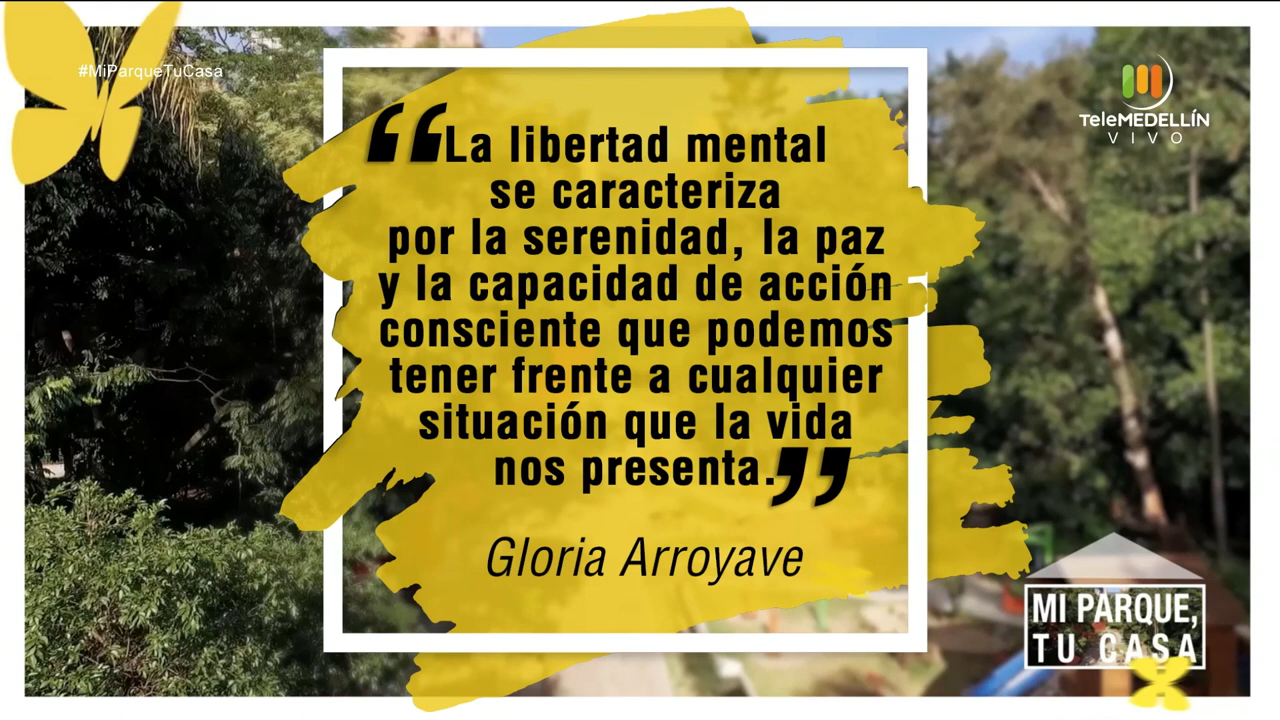 #MiParqueTuCasa
TeleMEDELLÍN
VIVO
“La libertad mental
se caracteriza
por la serenidad, la paz
y la capacidad de acción
consciente que podemos
tener frente a cualquier
situación que la vida
nos presenta.”
Gloria Arroyave
MI PARQUE,
TU CASA